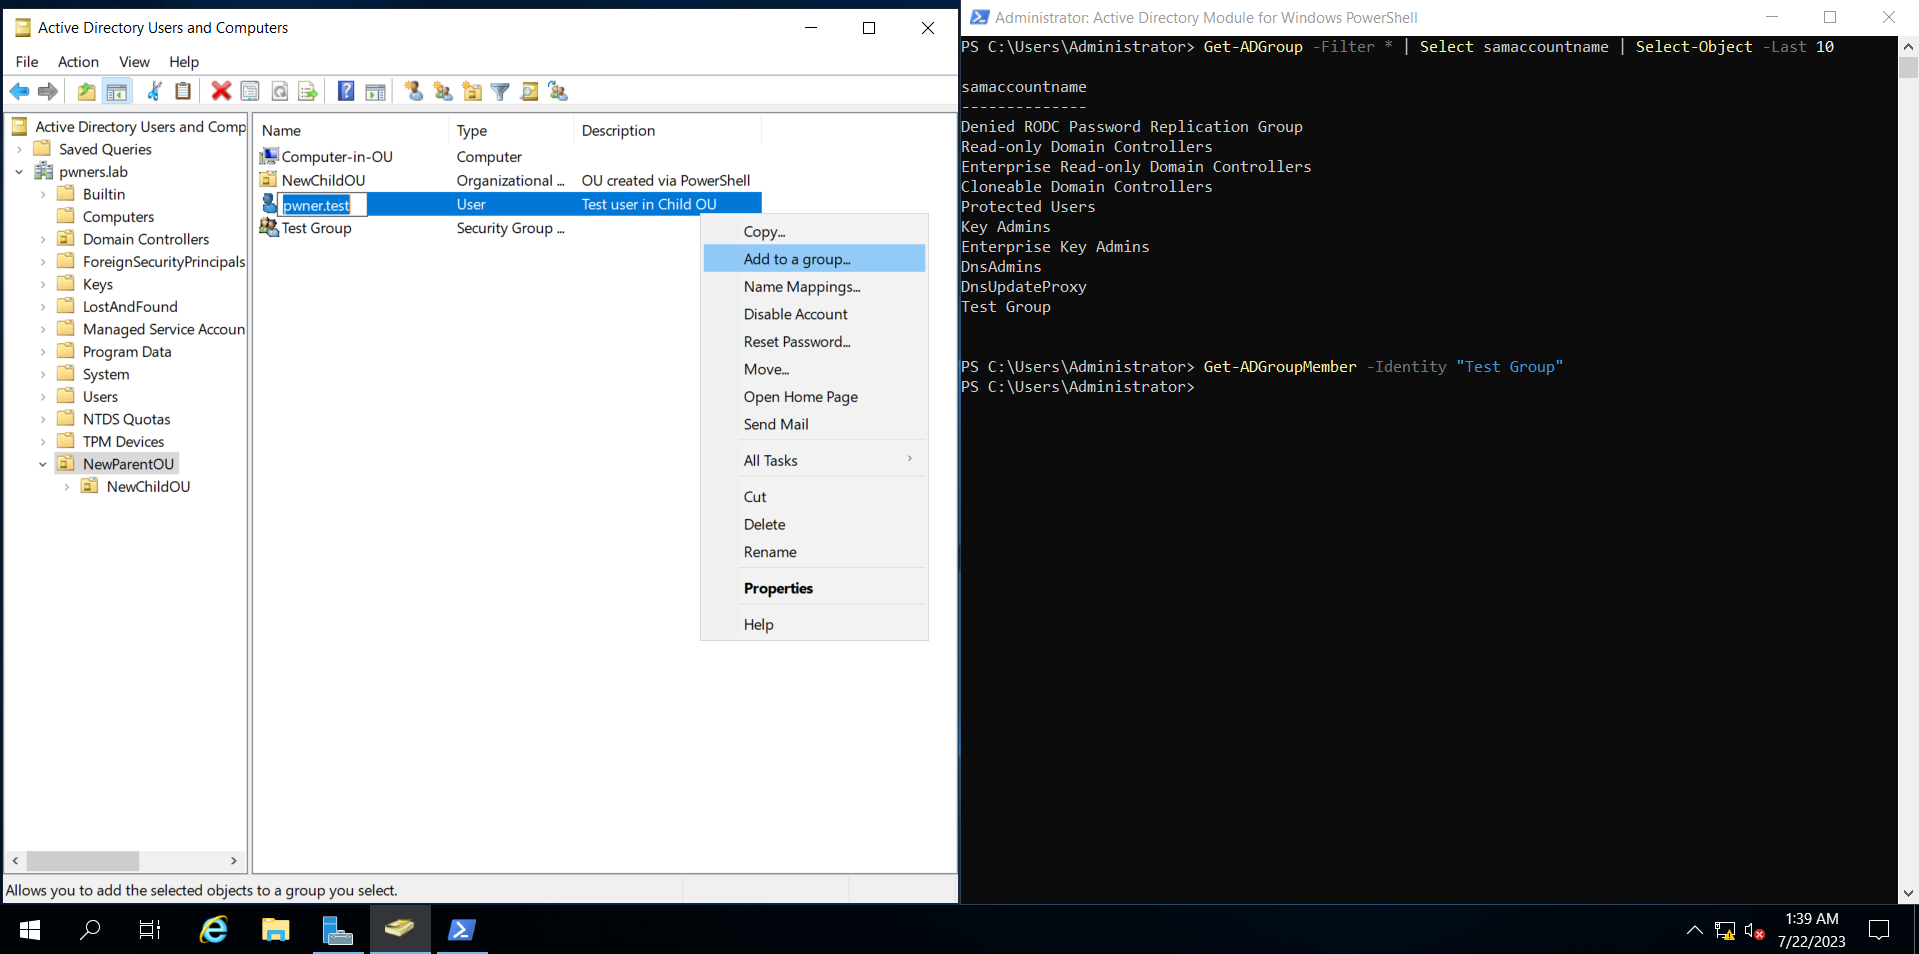 Active Directory Users and Computers
File Action View Help
Active Directory Users and Comp
Saved Queries
pwners.lab
Builtin
Computers
Domain Controllers
ForeignSecurityPrincipals
Keys
LostAndFound
Managed Service Accoun
Program Data
System
Users
NTDS Quotas
TPM Devices
NewParentOU
NewChildOU
Name Type Description
Computer-in-OU Computer
NewChildOU Organizational ... OU created via PowerShell
pwner.test User Test user in Child OU
Test Group Security Group ...
Copy...
Add to a group...
Name Mappings...
Disable Account
Reset Password...
Move...
Open Home Page
Send Mail
All Tasks
Cut
Delete
Rename
Properties
Help
Allows you to add the selected objects to a group you select.
Administrator: Active Directory Module for Windows PowerShell
PS C:\Users\Administrator> Get-ADGroup -Filter * | Select samaccountname | Select-Object -Last 10
samaccountname
--------------
Denied RODC Password Replication Group
Read-only Domain Controllers
Enterprise Read-only Domain Controllers
Cloneable Domain Controllers
Protected Users
Key Admins
Enterprise Key Admins
DnsAdmins
DnsUpdateProxy
Test Group
PS C:\Users\Administrator> Get-ADGroupMember -Identity "Test Group"
PS C:\Users\Administrator>
1:39 AM
7/22/2023